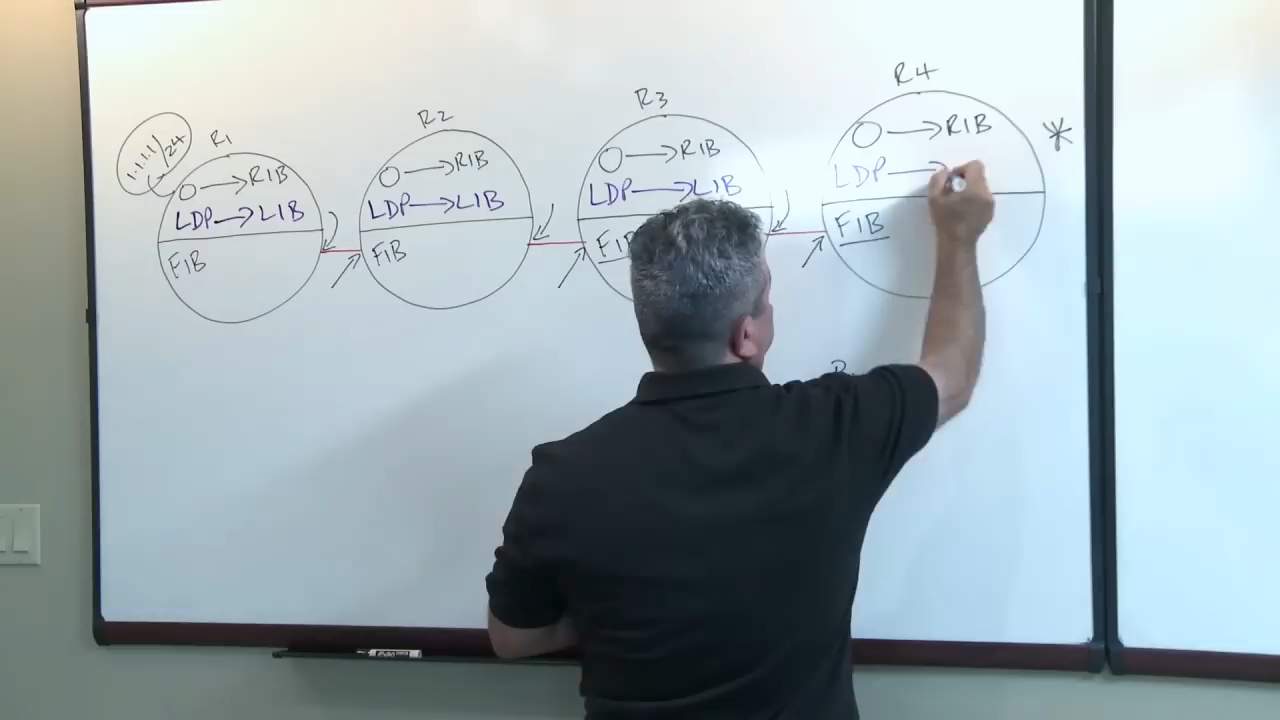 R1
1.1.1.1/24
O → RIB
LDP → LIB
FIB
R2
O → RIB
LDP → LIB
FIB
R3
O → RIB
LDP → LIB
FIB
R4
O → RIB
LDP →
FIB
*